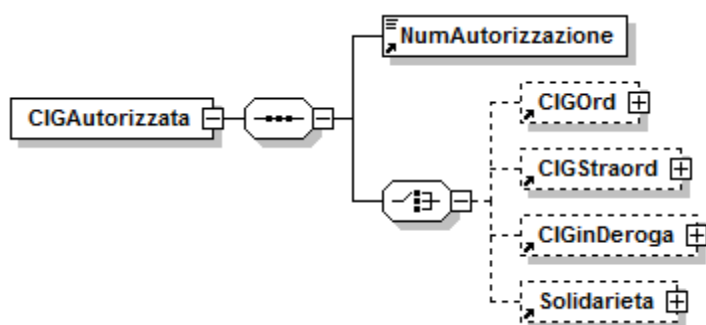 NumAutorizzazione
CIGAutorizzata
CIGOrd
CIGStraord
CIGinDeroga
Solidarieta